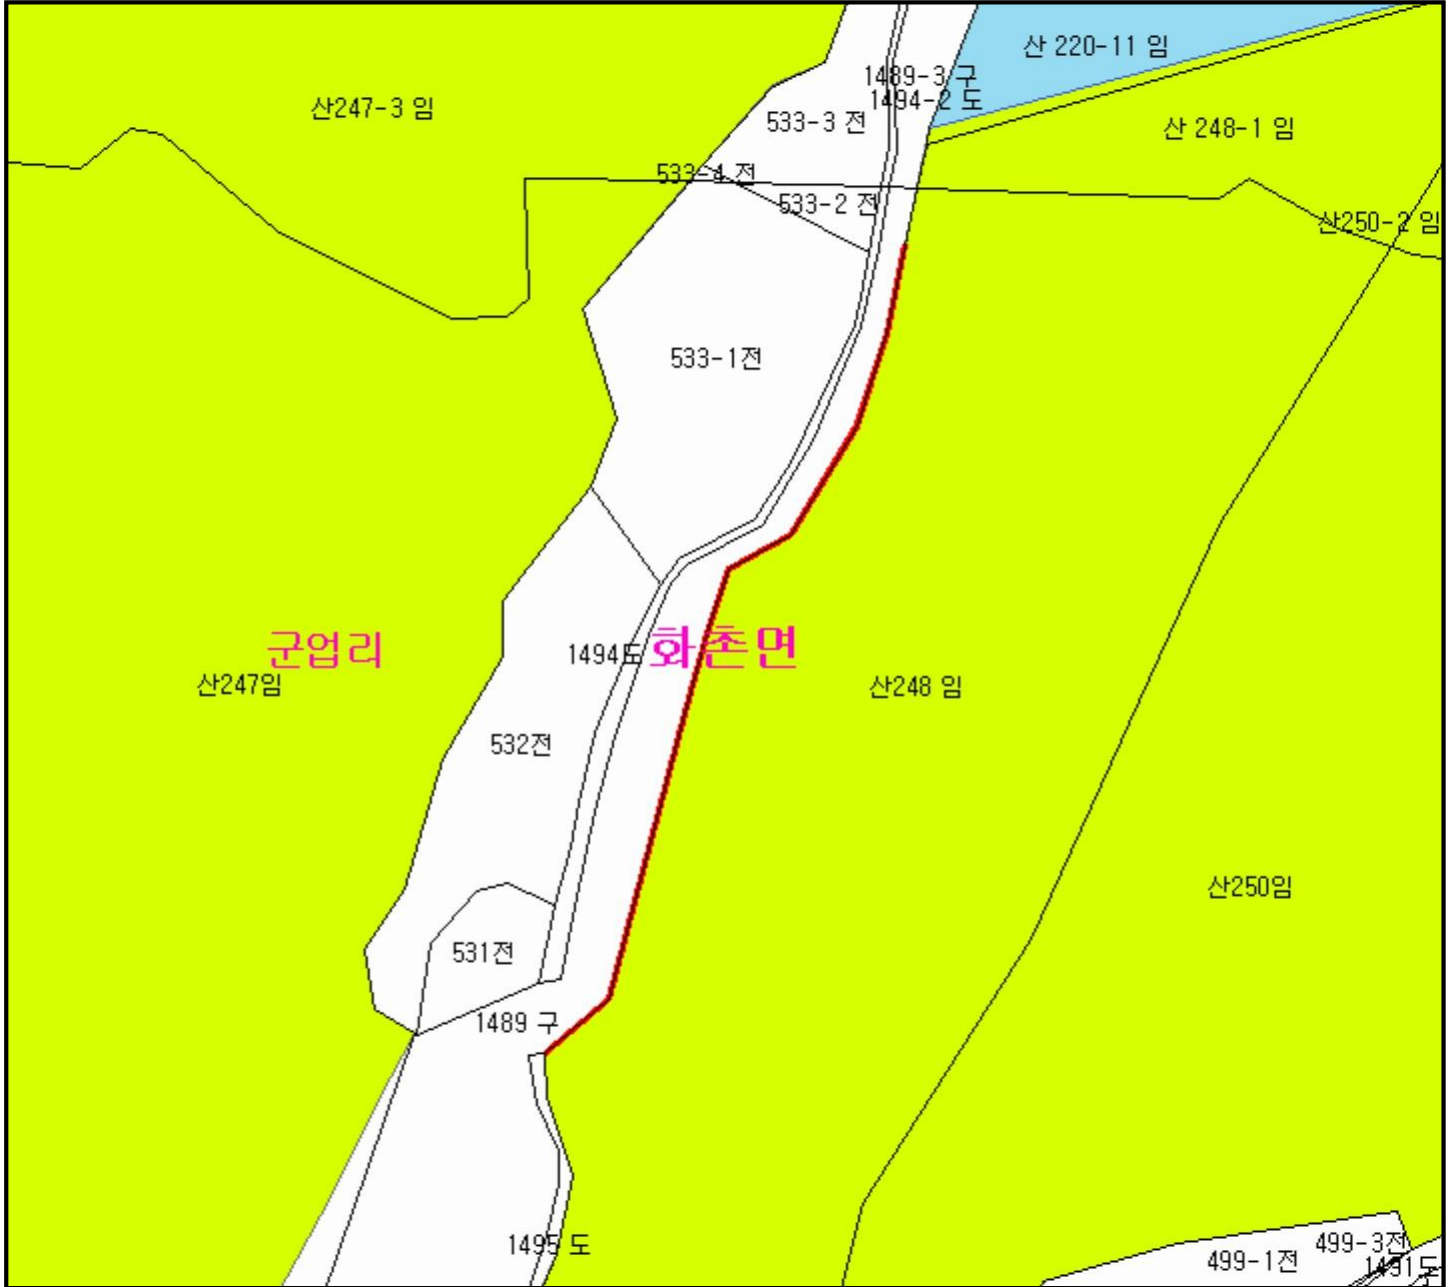 산 220-11 임
1489-3 구
1494-2 도
산247-3 임
533-3 전
산 248-1 임
533-4 전
533-2 전
산250-2 임
533-1전
군업리
1494도
화촌면
산247임
산248 임
532전
산250임
531전
1489 구
1495 도
499-3전
499-1전
1491도